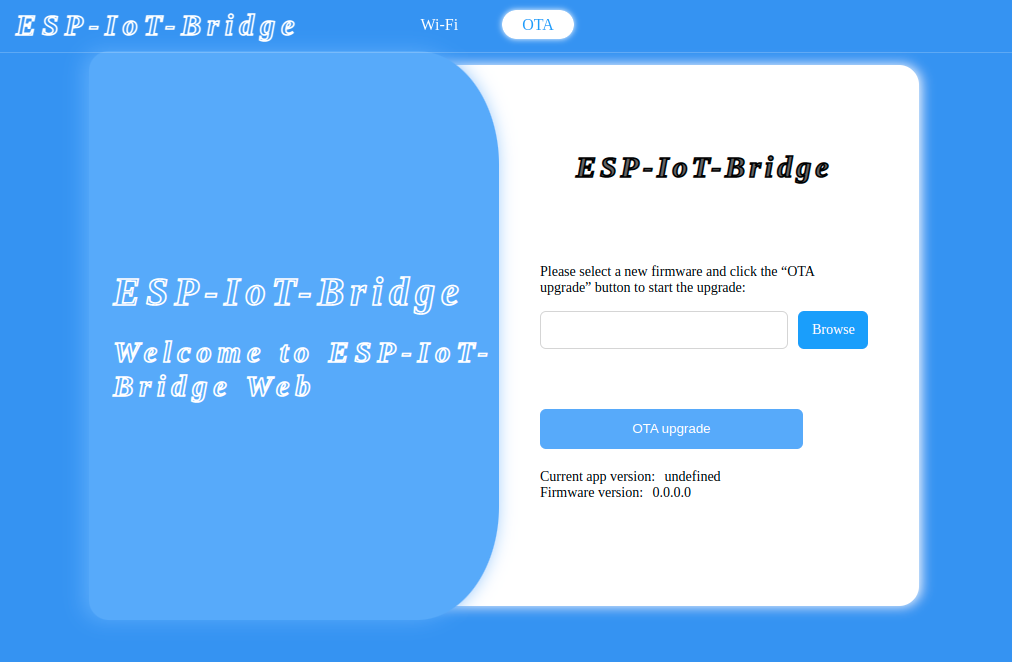 ESP-IoT-Bridge
Wi-Fi
OTA
ESP-IoT-Bridge
Welcome to ESP-IoT-
Bridge Web
ESP-IoT-Bridge
Please select a new firmware and click the “OTA
upgrade” button to start the upgrade:
Browse
OTA upgrade
Current app version: undefined
Firmware version: 0.0.0.0